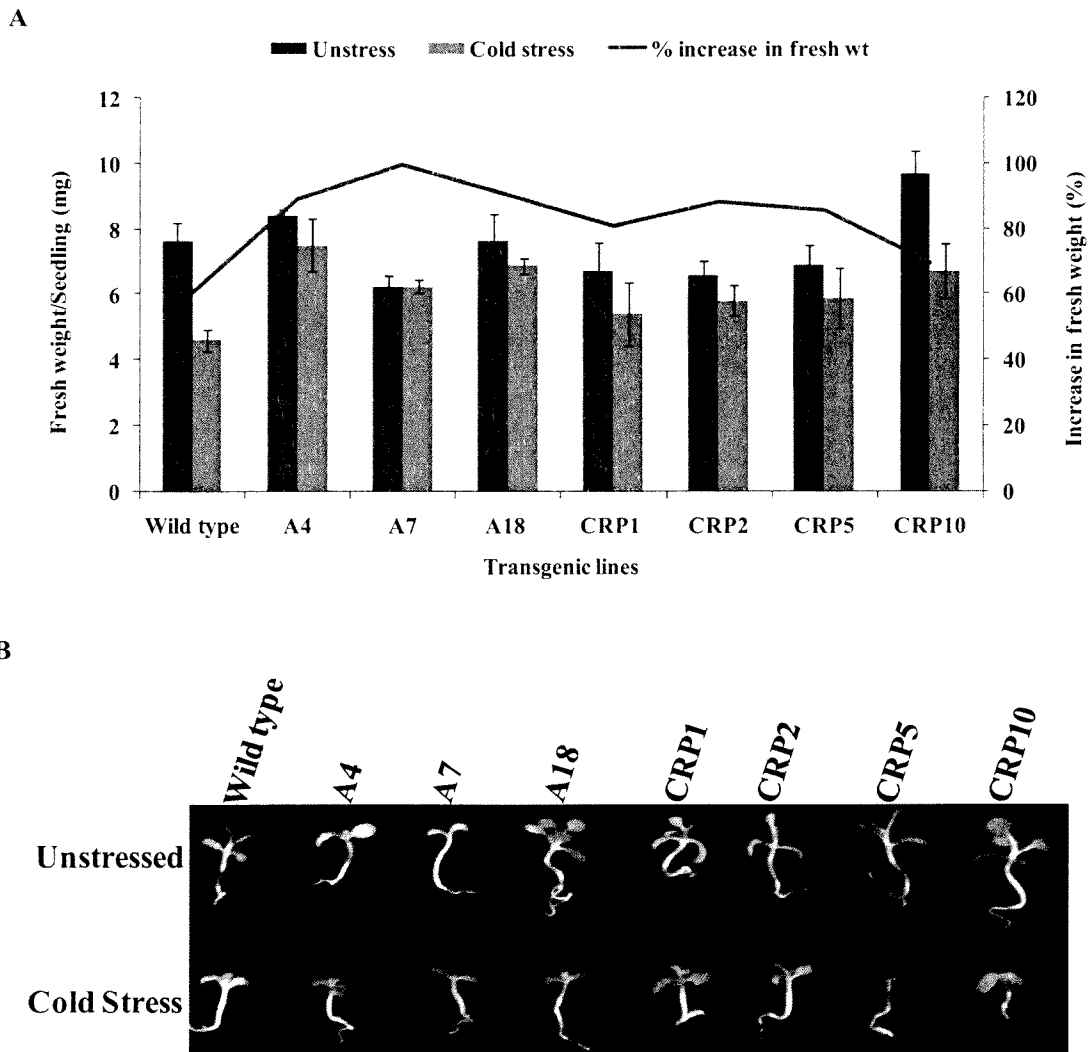 A
Unstress Cold stress % increase in fresh wt
12 120
10 100
8 80
6 60
4 40
2 20
0 0
Fresh weight/Seedling (mg)
Increase in fresh weight (%)
Wild type A4 A7 A18 CRP1 CRP2 CRP5 CRP10
Transgenic lines
B
Wild type A4 A7 A18 CRP1 CRP2 CRP5 CRP10
Unstressed
Cold Stress